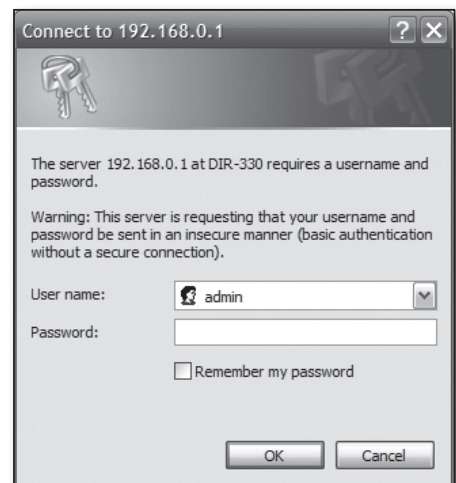 Connect to 192.168.0.1
The server 192.168.0.1 at DIR-330 requires a username and
password.
Warning: This server is requesting that your username and
password be sent in an insecure manner (basic authentication
without a secure connection).
User name:
admin
Password:
Remember my password
OK
Cancel